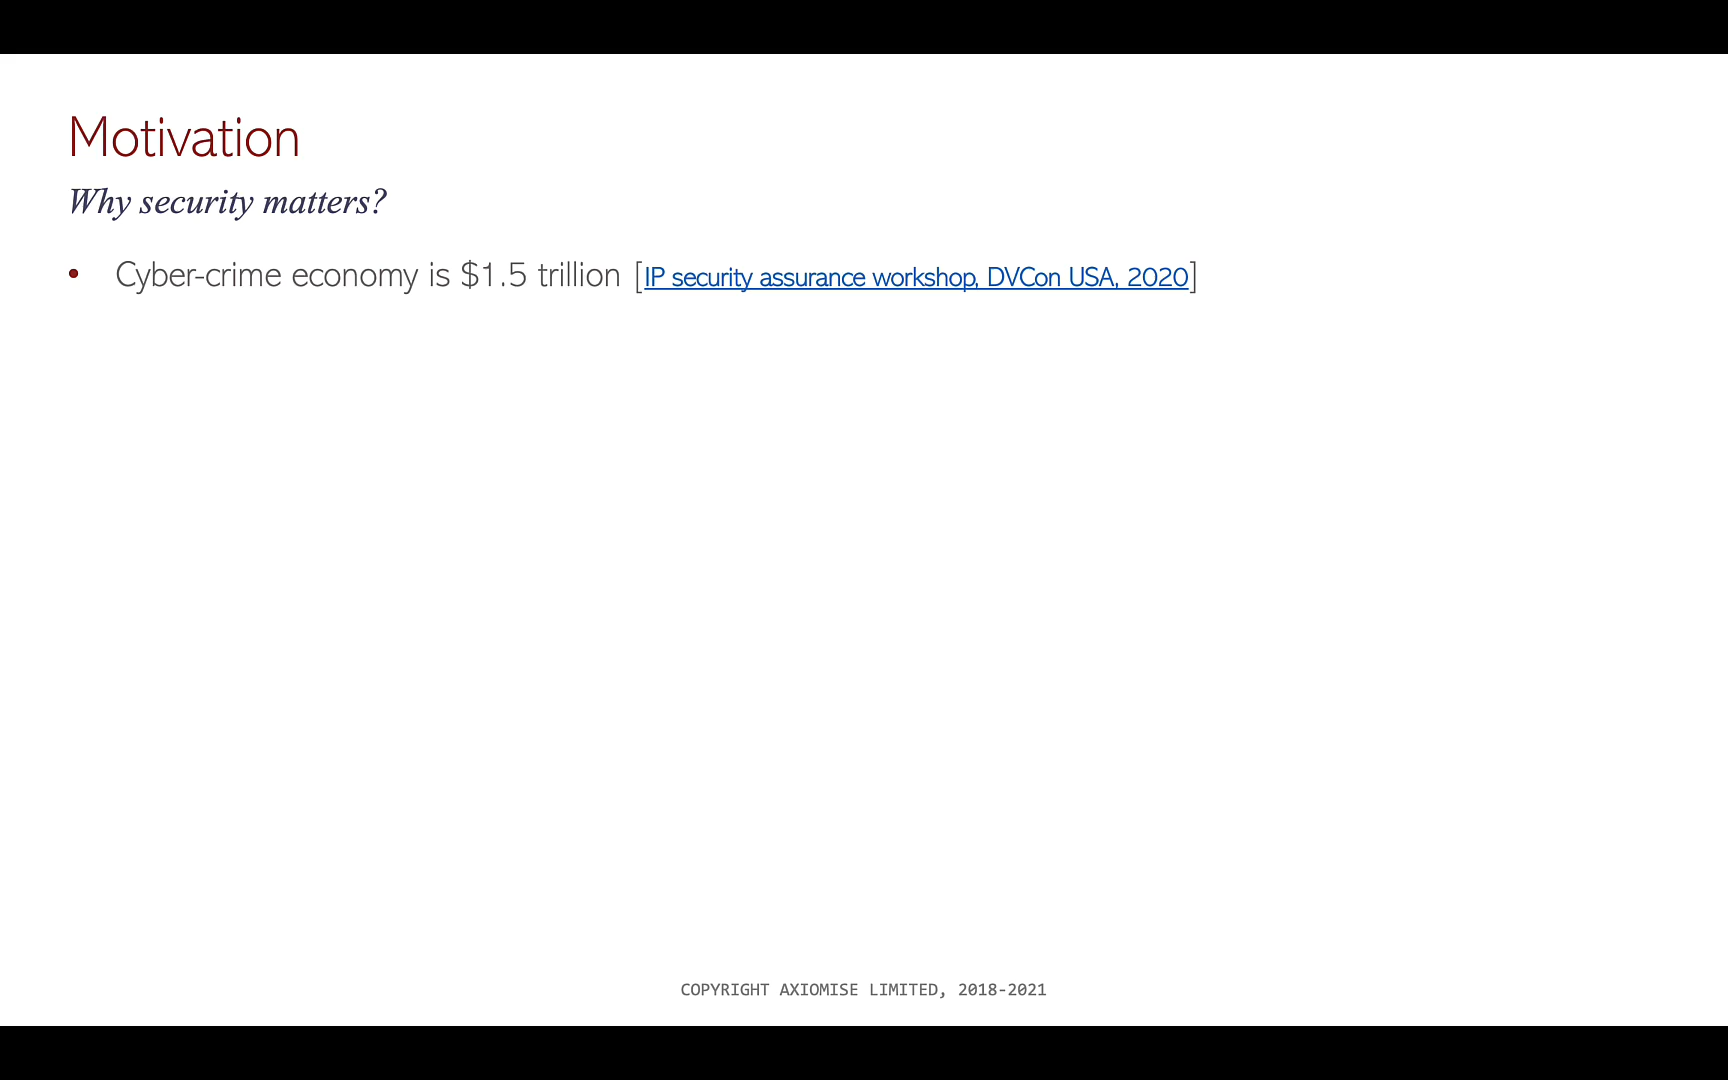 Motivation
Why security matters?
• Cyber-crime economy is $1.5 trillion [IP security assurance workshop, DVCon USA, 2020]
COPYRIGHT AXIOMISE LIMITED, 2018-2021